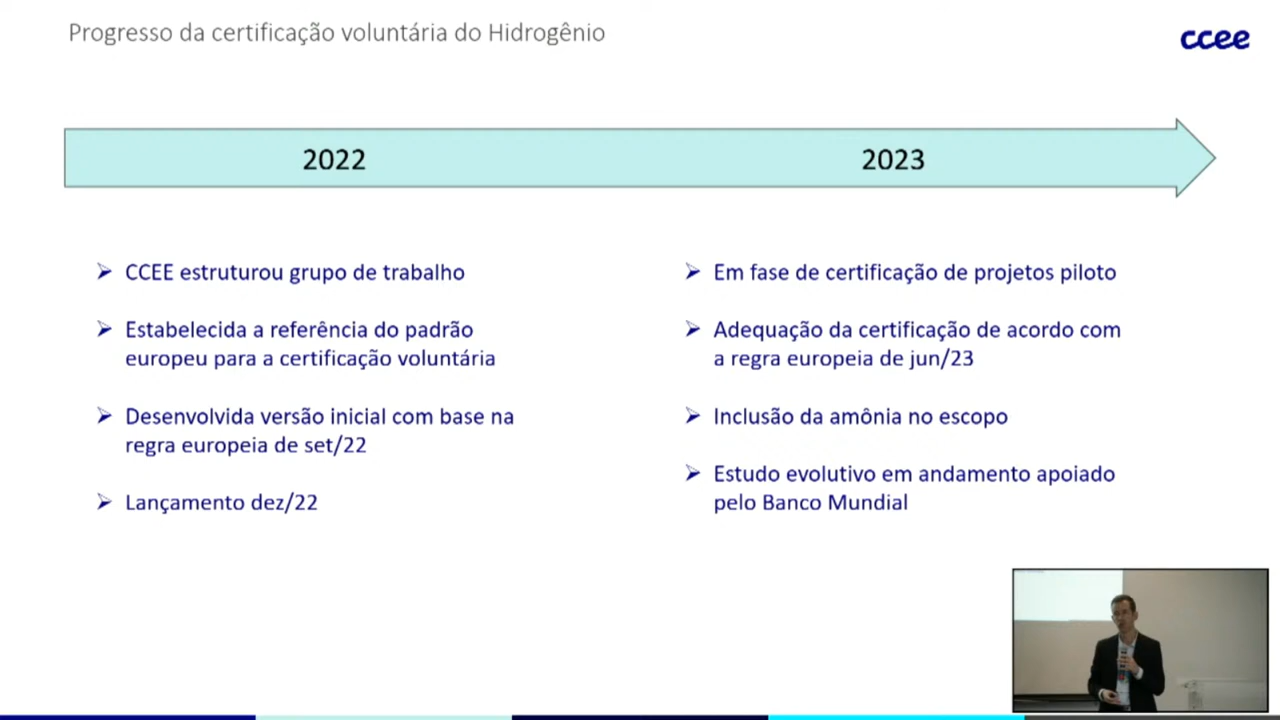 Progresso da certificação voluntária do Hidrogênio
ccee
2022
2023
➢ CCEE estruturou grupo de trabalho
➢ Estabelecida a referência do padrão
europeu para a certificação voluntária
➢ Desenvolvida versão inicial com base na
regra europeia de set/22
➢ Lançamento dez/22
➢ Em fase de certificação de projetos piloto
➢ Adequação da certificação de acordo com
a regra europeia de jun/23
➢ Inclusão da amônia no escopo
➢ Estudo evolutivo em andamento apoiado
pelo Banco Mundial